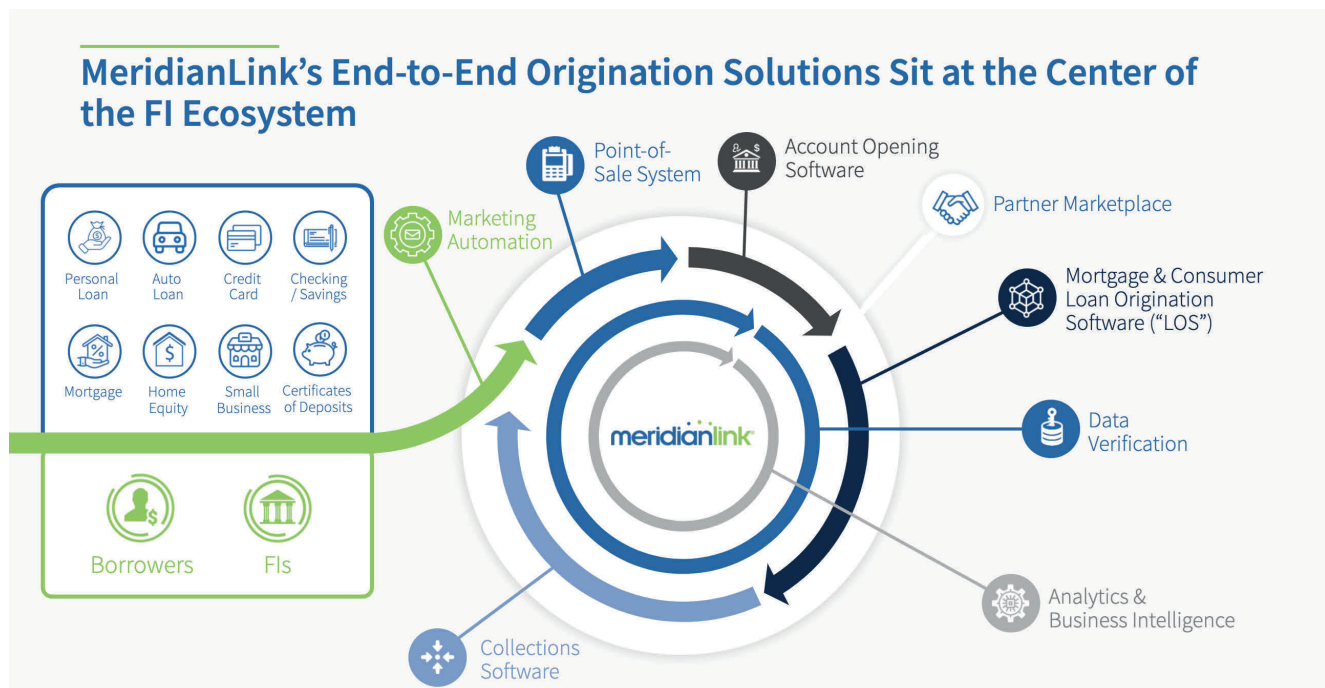 MeridianLink’s End-to-End Origination Solutions Sit at the Center of
the FI Ecosystem
Personal
Loan
Auto
Loan
Credit
Card
Checking
/ Savings
Mortgage
Home
Equity
Small
Business
Certificates
of Deposits
Borrowers
FIs
Marketing
Automation
Point-of-
Sale System
Account Opening
Software
Partner Marketplace
Mortgage & Consumer
Loan Origination
Software (“LOS”)
Data
Verification
Analytics &
Business Intelligence
Collections
Software
meridianlink